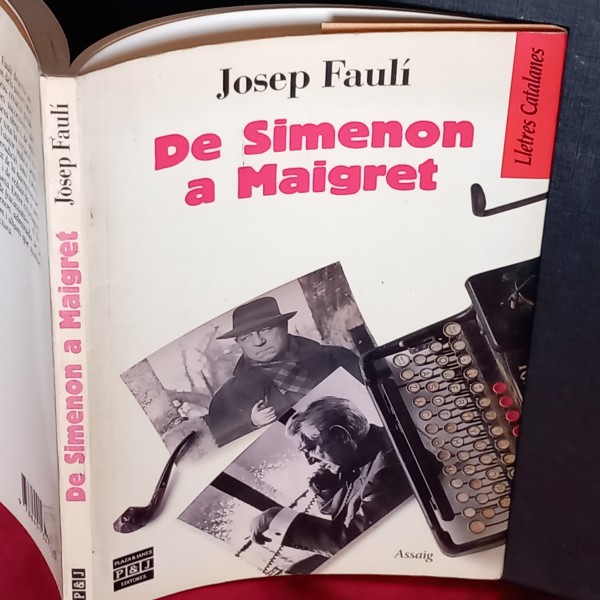 Josep Faulí
De Simenon
a Maigret
Lletres Catalanes
Assaig
PLAZA & JANES
P&J
EDITORES
Josep Faulí
De Simenon a Maigret
P&J